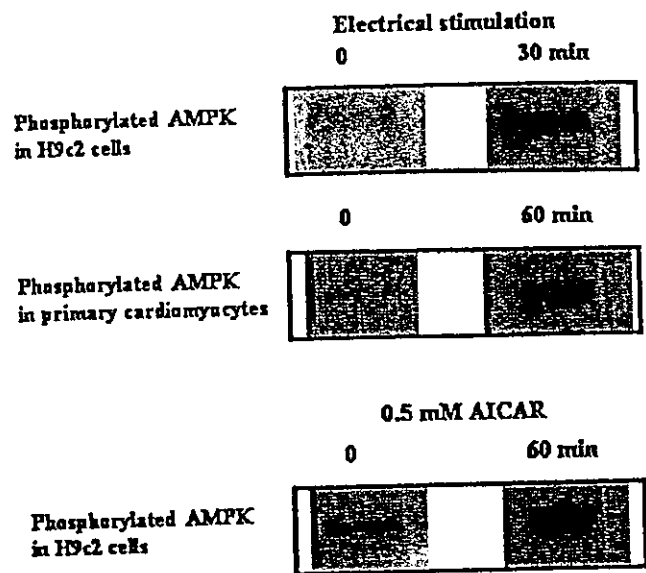 Electrical stimulation
0 30 min
Phosphorylated AMPK
in H9c2 cells
0 60 min
Phosphorylated AMPK
in primary cardiomyocytes
0.5 mM AICAR
0 60 min
Phosphorylated AMPK
in H9c2 cells